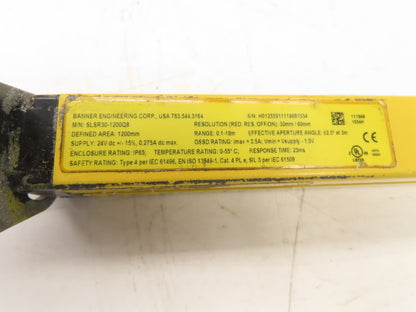 BANNER ENGINEERING CORP., USA 763.544.3164
M/N: SLSR30-1200Q8
RESOLUTION (RED. RES. OFF/ON): 30mm / 60mm
DEFINED AREA: 1200mm
RANGE: 0.1-18m
EFFECTIVE APERTURE ANGLE: ±2.5° at 3m
SUPPLY: 24V dc +/- 15%, 0.275A dc max.
OSSD RATING: Imax = 0.5A; Vmin = Vsupply - 1.5V
ENCLOSURE RATING: IP65;
TEMPERATURE RATING: 0-55° C;
RESPONSE TIME: 23ms
SAFETY RATING: Type 4 per IEC 61496, EN ISO 13849-1, Cat. 4 PL e, SIL 3 per IEC 61508
S/N:
111968
UL